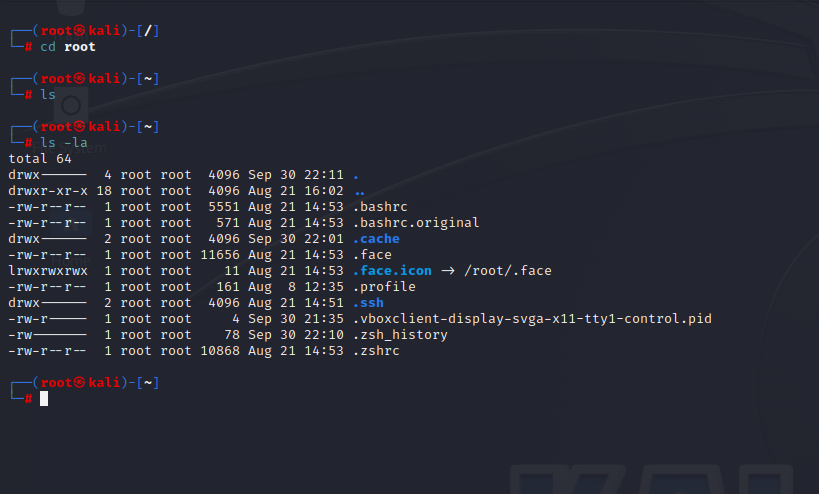 ┌──(root㉿kali)-[/]
└─# cd root
┌──(root㉿kali)-[~]
└─# ls
┌──(root㉿kali)-[~]
└─# ls -la
total 64
drwx------  4 root root  4096 Sep 30 22:11 .
drwxr-xr-x 18 root root  4096 Aug 21 16:02 ..
-rw-r--r--  1 root root  5551 Aug 21 14:53 .bashrc
-rw-r--r--  1 root root   571 Aug 21 14:53 .bashrc.original
drwx------  2 root root  4096 Sep 30 22:01 .cache
-rw-r--r--  1 root root 11656 Aug 21 14:53 .face
lrwxrwxrwx  1 root root    11 Aug 21 14:53 .face.icon -> /root/.face
-rw-r--r--  1 root root   161 Aug  8 12:35 .profile
drwx------  2 root root  4096 Aug 21 14:51 .ssh
-rw-r-----  1 root root     4 Sep 30 21:35 .vboxclient-display-svga-x11-tty1-control.pid
-rw-------  1 root root    78 Sep 30 22:10 .zsh_history
-rw-r--r--  1 root root 10868 Aug 21 14:53 .zshrc
┌──(root㉿kali)-[~]
└─#